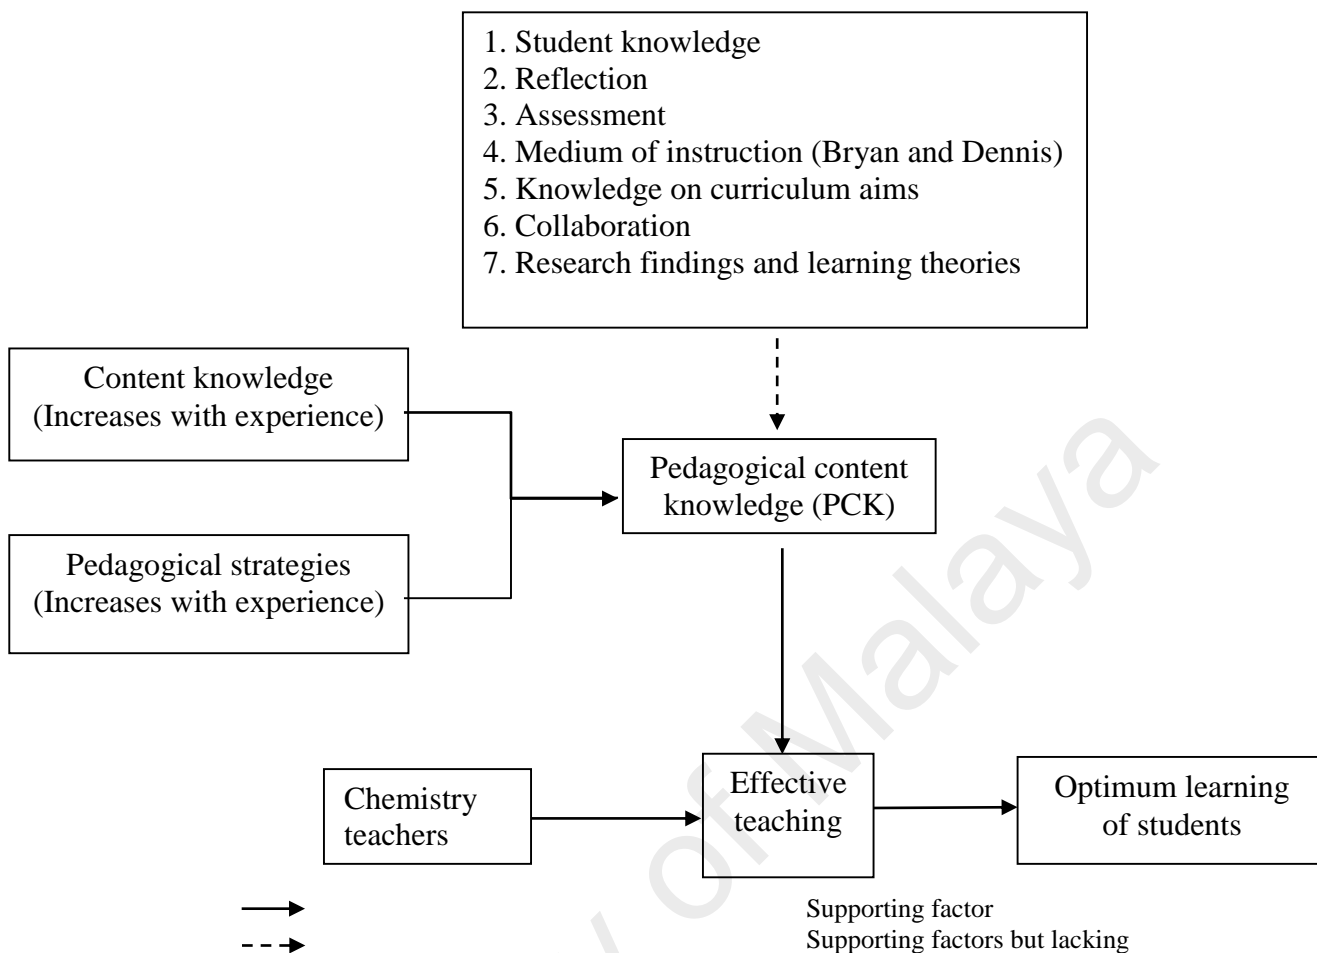 1. Student knowledge
2. Reflection
3. Assessment
4. Medium of instruction (Bryan and Dennis)
5. Knowledge on curriculum aims
6. Collaboration
7. Research findings and learning theories
Content knowledge
(Increases with experience)
Pedagogical content
knowledge (PCK)
Pedagogical strategies
(Increases with experience)
Chemistry
teachers
Effective
teaching
Optimum learning
of students
Supporting factor
Supporting factors but lacking
y of Malaya